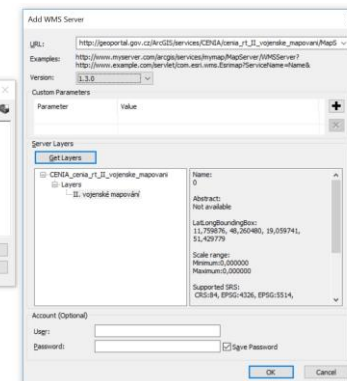 Add WMS Server
URL: http://geoportal.gov.cz/ArcGIS/services/CENIA/cenia_rt_II_vojenske_mapovani/MapS
Examples: http://www.myserver.com/arcgis/services/mymap/MapServer/WMSServer?
http://www.example.com/servlet/com.esri.wms.Esrimap?ServiceName=Name&
Version: 1.3.0
Custom Parameters
Parameter Value
Server Layers
Get Layers
CENIA_cenia_rt_II_vojenske_mapovani
Layers
II. vojenské mapování
Name:
0
Abstract:
Not available
LatLongBoundingBox:
11,759876, 48,260480, 19,059741,
51,429779
Scale range:
Minimum:0,000000
Maximum:0,000000
Supported SRS:
CRS:84, EPSG:4326, EPSG:5514,
Account (Optional)
User:
Password: Save Password
OK Cancel